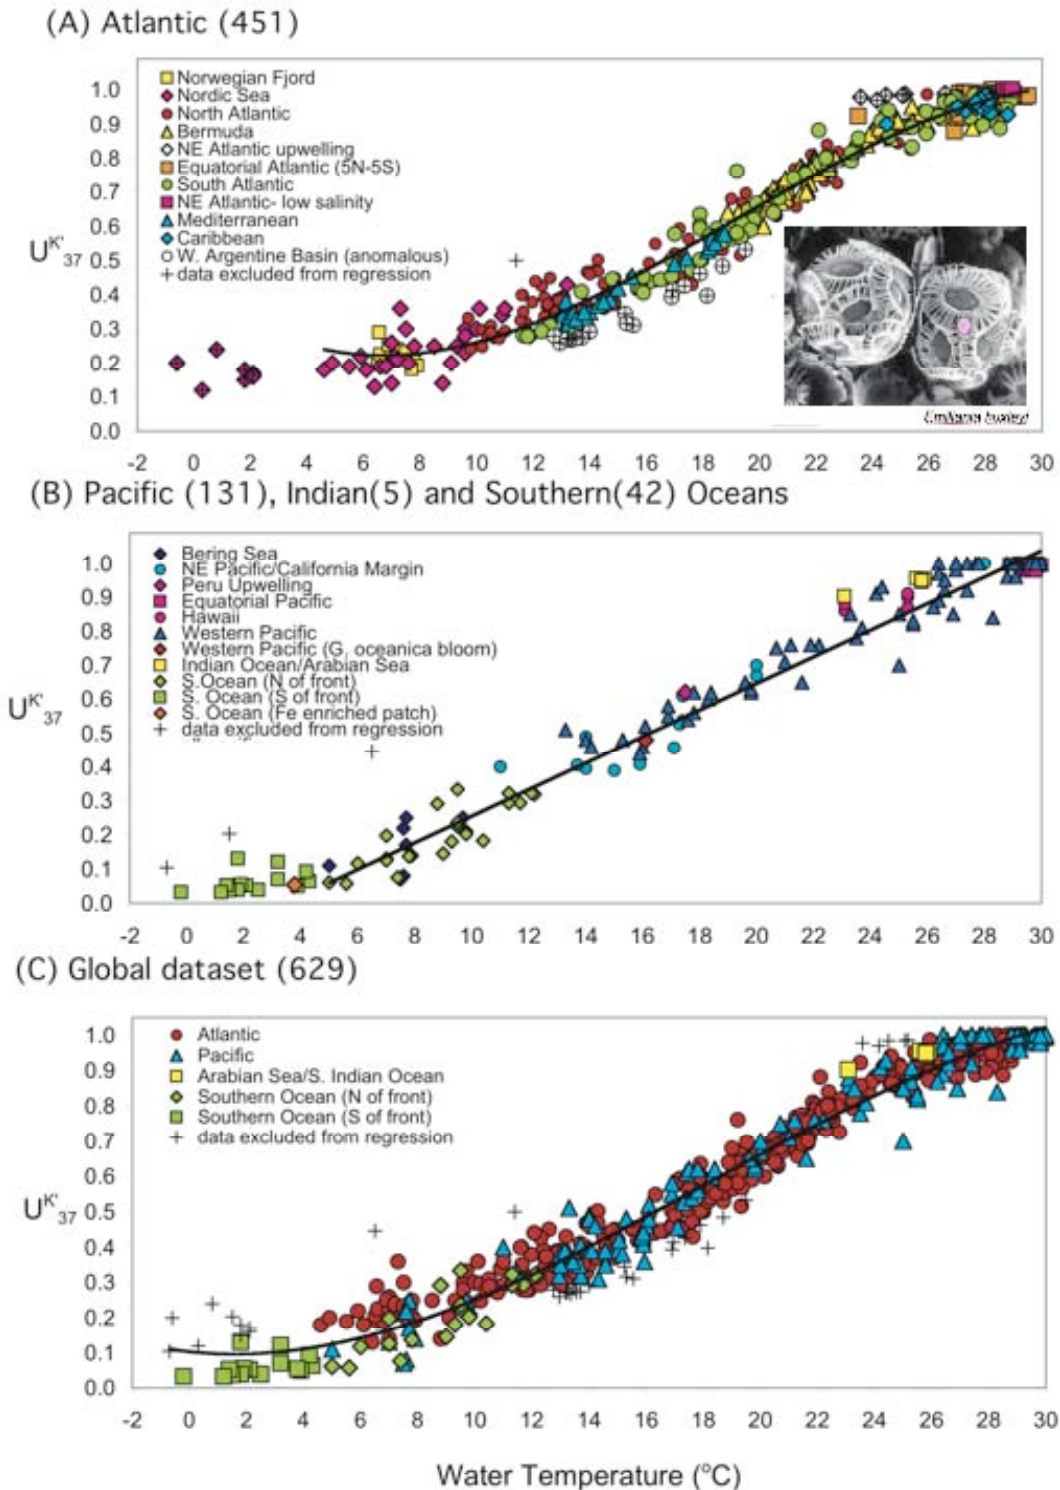 (A) Atlantic (451)
1.0
0.9
0.8
0.7
0.6
0.5
0.4
0.3
0.2
0.1
0.0
U^K'_37
Norwegian Fjord
Nordic Sea
North Atlantic
Bermuda
NE Atlantic upwelling
Equatorial Atlantic (5N-5S)
South Atlantic
NE Atlantic- low salinity
Mediterranean
Caribbean
W. Argentine Basin (anomalous)
data excluded from regression
-2 0 2 4 6 8 10 12 14 16 18 20 22 24 26 28 30
(B) Pacific (131), Indian(5) and Southern(42) Oceans
1.0
0.9
0.8
0.7
0.6
0.5
0.4
0.3
0.2
0.1
0.0
U^K'_37
Bering Sea
NE Pacific/California Margin
Peru Upwelling
Equatorial Pacific
Hawaii
Western Pacific
Western Pacific (G. oceanica bloom)
Indian Ocean/Arabian Sea
S.Ocean (N of front)
S. Ocean (S of front)
S. Ocean (Fe enriched patch)
data excluded from regression
-2 0 2 4 6 8 10 12 14 16 18 20 22 24 26 28 30
(C) Global dataset (629)
1.0
0.9
0.8
0.7
0.6
0.5
0.4
0.3
0.2
0.1
0.0
U^K'_37
Atlantic
Pacific
Arabian Sea/S. Indian Ocean
Southern Ocean (N of front)
Southern Ocean (S of front)
data excluded from regression
-2 0 2 4 6 8 10 12 14 16 18 20 22 24 26 28 30
Water Temperature (°C)